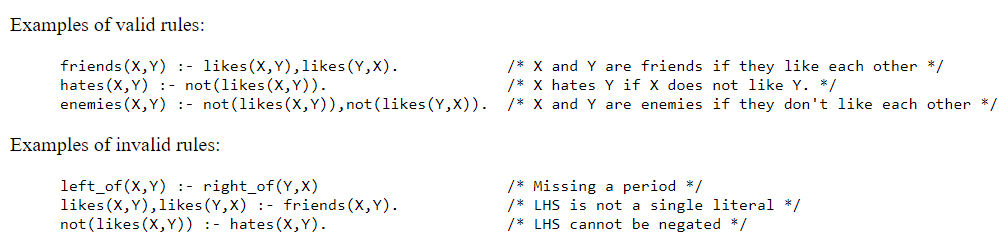 Examples of valid rules:
friends(X,Y) :- likes(X,Y),likes(Y,X). /* X and Y are friends if they like each other */
hates(X,Y) :- not(likes(X,Y)). /* X hates Y if X does not like Y. */
enemies(X,Y) :- not(likes(X,Y)),not(likes(Y,X)). /* X and Y are enemies if they don't like each other */
Examples of invalid rules:
left_of(X,Y) :- right_of(Y,X) /* Missing a period */
likes(X,Y),likes(Y,X) :- friends(X,Y). /* LHS is not a single literal */
not(likes(X,Y)) :- hates(X,Y). /* LHS cannot be negated */